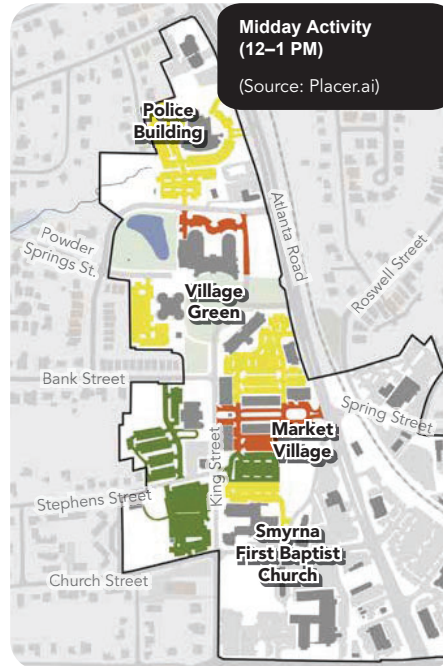 Midday Activity
(12–1 PM)
(Source: Placer.ai)
Police
Building
Atlanta Road
Powder
Springs St.
Roswell Street
Village
Green
Bank Street
Spring Street
Market
Village
King Street
Stephens Street
Smyrna
First Baptist
Church
Church Street